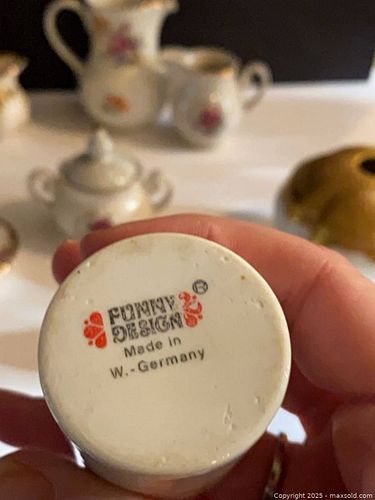 FUNNY ®
DESIGN
Made in
W.-Germany
Copyright 2025 - maxsold.com